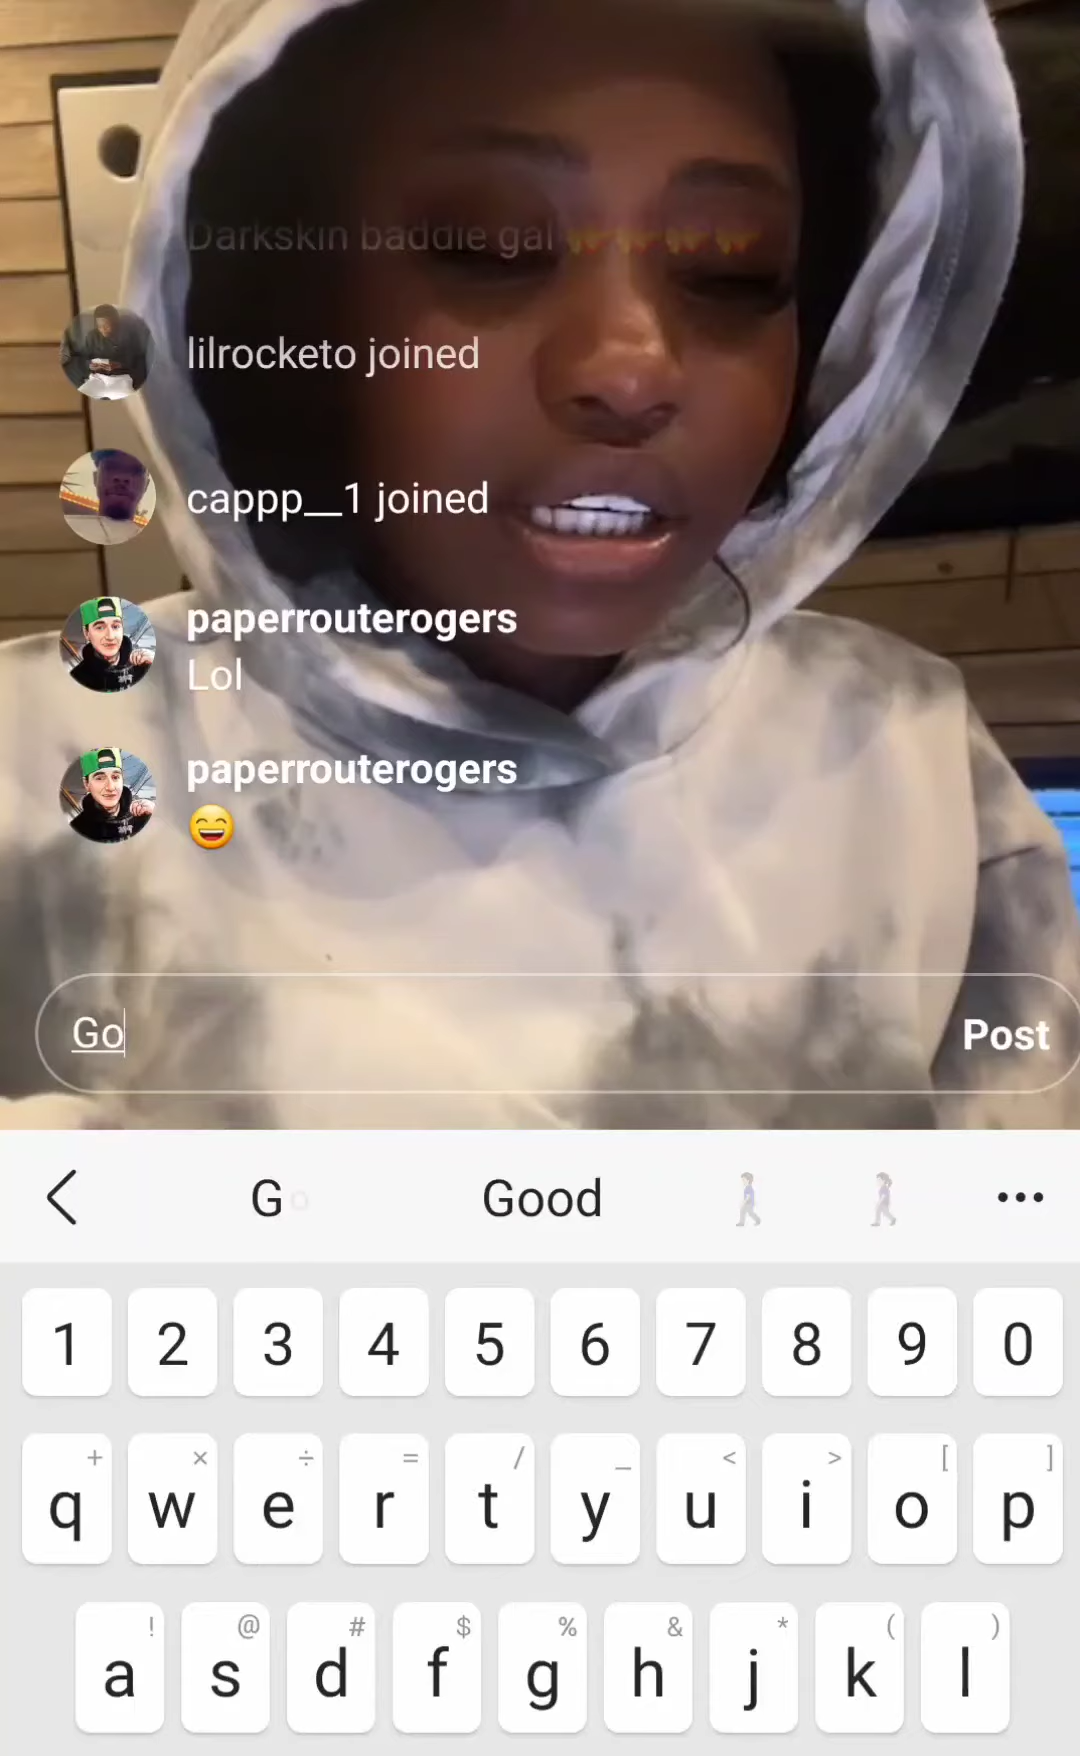 Darkskin baddie gal
lilrocketo joined
cappp__1 joined
paperrouterogers
Lol
paperrouterogers
😄
Go
Post
Go Good 🚶‍♂️ 🚶‍♀️ •••
1 2 3 4 5 6 7 8 9 0
+ × ÷ = / _ < > [ ]
q w e r t y u i o p
! @ # $ % & * ( )
a s d f g h j k l